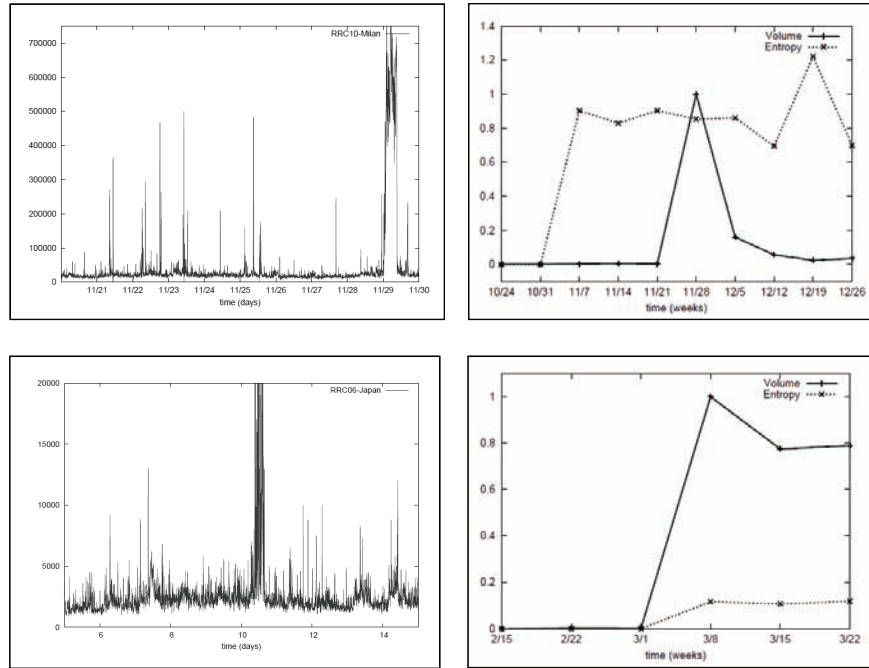 RRC10-Milan
700000
600000
500000
400000
300000
200000
100000
0
11/21 11/22 11/23 11/24 11/25 11/26 11/27 11/28 11/29 11/30
time (days)
1.4
Volume
Entropy
1.2
1
0.8
0.6
0.4
0.2
0
10/24 10/31 11/7 11/14 11/21 11/28 12/5 12/12 12/19 12/26
time (weeks)
20000
RRC06-Japan
15000
10000
5000
0
6 8 10 12 14
time (days)
Volume
Entropy
1
0.8
0.6
0.4
0.2
0
2/15 2/22 3/1 3/8 3/15 3/22
time (weeks)